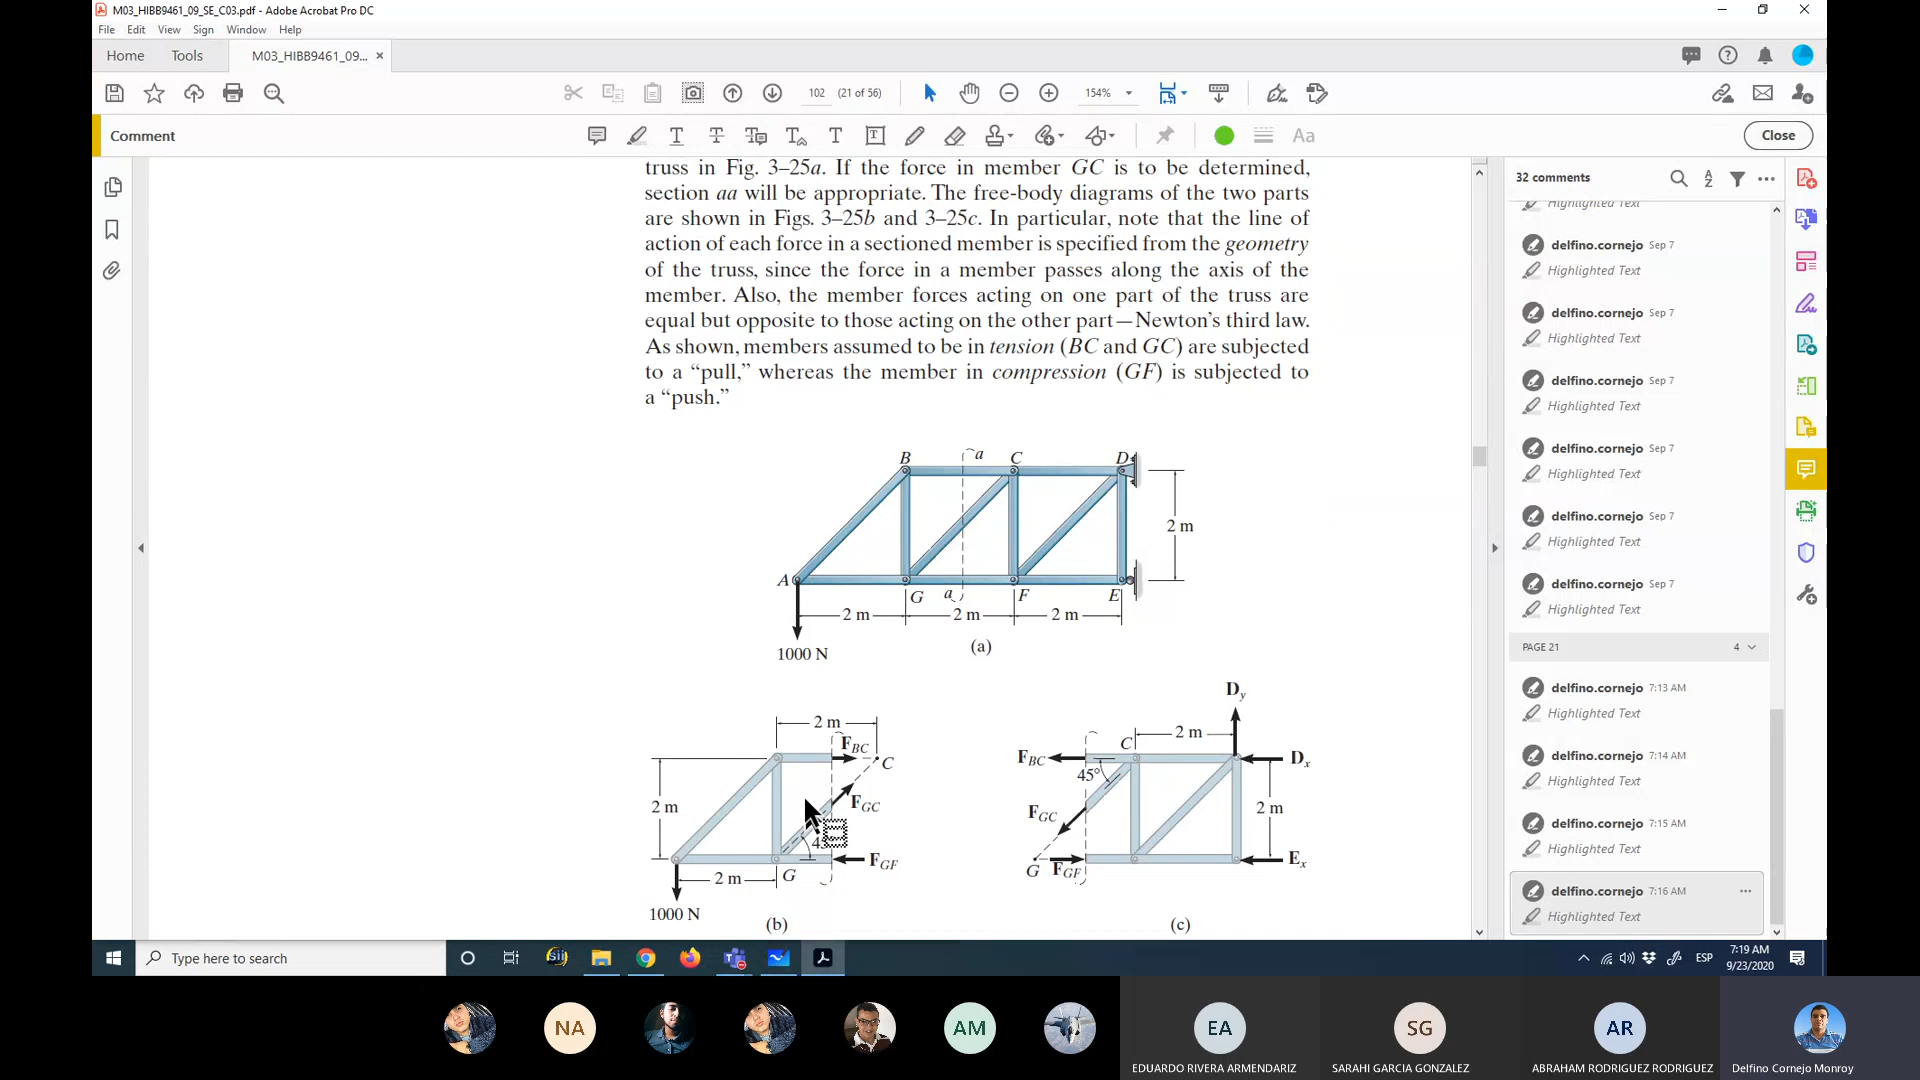 M03_HIBB9461_09_SE_C03.pdf - Adobe Acrobat Pro DC
File Edit View Sign Window Help
Home Tools M03_HIBB9461_09... ×
102 (21 of 56) 154%
Comment Aa Close
truss in Fig. 3–25a. If the force in member GC is to be determined,
section aa will be appropriate. The free-body diagrams of the two parts
are shown in Figs. 3–25b and 3–25c. In particular, note that the line of
action of each force in a sectioned member is specified from the geometry
of the truss, since the force in a member passes along the axis of the
member. Also, the member forces acting on one part of the truss are
equal but opposite to those acting on the other part—Newton's third law.
As shown, members assumed to be in tension (BC and GC) are subjected
to a “pull,” whereas the member in compression (GF) is subjected to
a “push.”
B a C D
2 m
A G a F E
2 m 2 m 2 m
1000 N
(a)
2 m
F_BC
C
2 m
F_GC
45
F_GF
2 m G
1000 N
(b)
D_y
C 2 m
F_BC D_x
45°
F_GC 2 m
G F_GF E_x
(c)
32 comments
Highlighted Text
delfino.cornejo Sep 7
Highlighted Text
delfino.cornejo Sep 7
Highlighted Text
delfino.cornejo Sep 7
Highlighted Text
delfino.cornejo Sep 7
Highlighted Text
delfino.cornejo Sep 7
Highlighted Text
delfino.cornejo Sep 7
Highlighted Text
PAGE 21 4
delfino.cornejo 7:13 AM
Highlighted Text
delfino.cornejo 7:14 AM
Highlighted Text
delfino.cornejo 7:15 AM
Highlighted Text
delfino.cornejo 7:16 AM
Highlighted Text
Type here to search
sii
ESP
7:19 AM
9/23/2020
NA AM EA SG AR
EDUARDO RIVERA ARMENDARIZ SARAHI GARCIA GONZALEZ ABRAHAM RODRIGUEZ RODRIGUEZ Delfino Cornejo Monroy